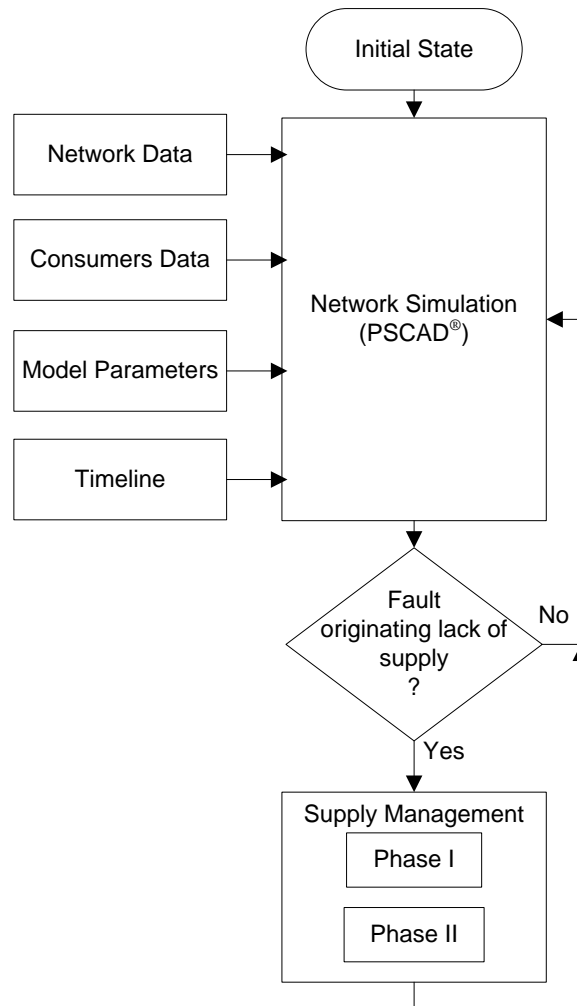 Initial State
Network Data
Consumers Data
Model Parameters
Timeline
Network Simulation
(PSCAD®)
Fault
originating lack of
supply
?
No
Yes
Supply Management
Phase I
Phase II